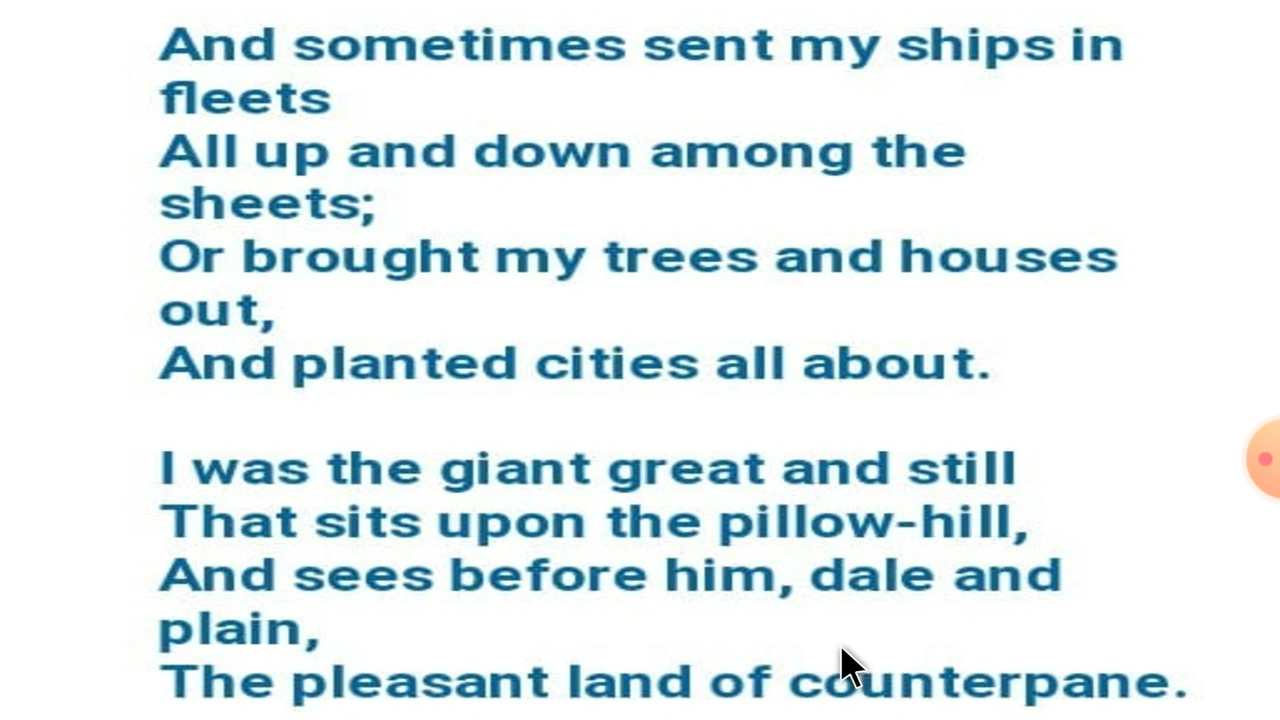 And sometimes sent my ships in
fleets
All up and down among the
sheets;
Or brought my trees and houses
out,
And planted cities all about.
I was the giant great and still
That sits upon the pillow-hill,
And sees before him, dale and
plain,
The pleasant land of counterpane.